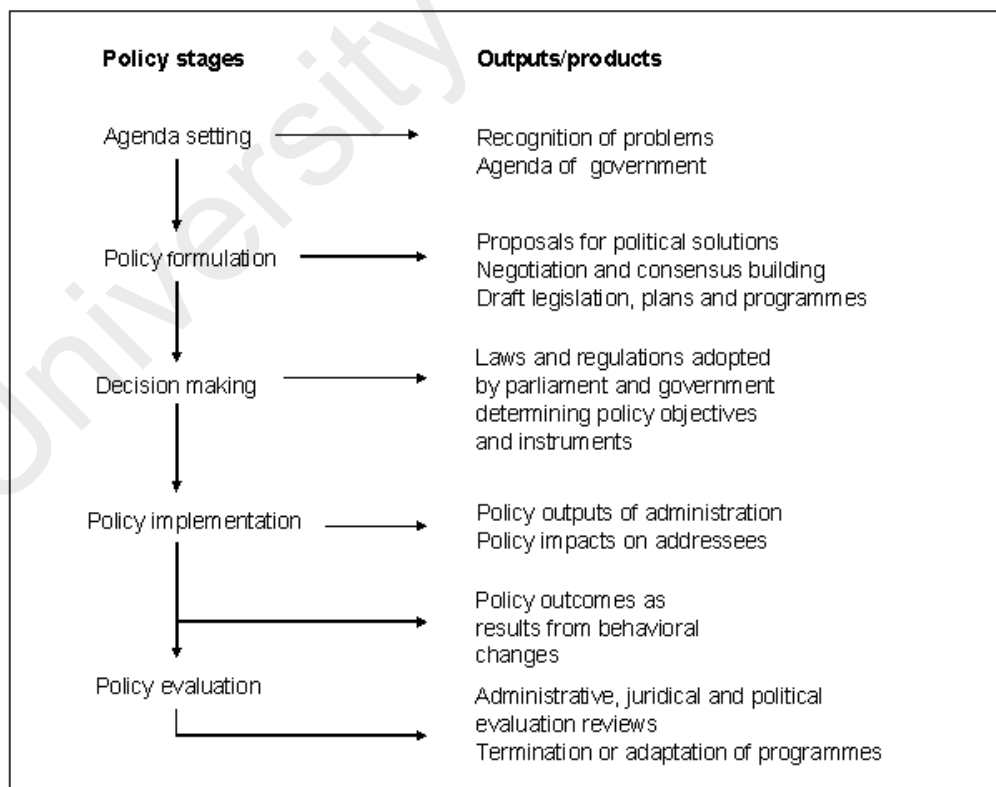 Policy stages
Outputs/products
Agenda setting
Recognition of problems
Agenda of government
Policy formulation
Proposals for political solutions
Negotiation and consensus building
Draft legislation, plans and programmes
Decision making
Laws and regulations adopted
by parliament and government
determining policy objectives
and instruments
Policy implementation
Policy outputs of administration
Policy impacts on addressees
Policy outcomes as
results from behavioral
changes
Policy evaluation
Administrative, juridical and political
evaluation reviews
Termination or adaptation of programmes
University